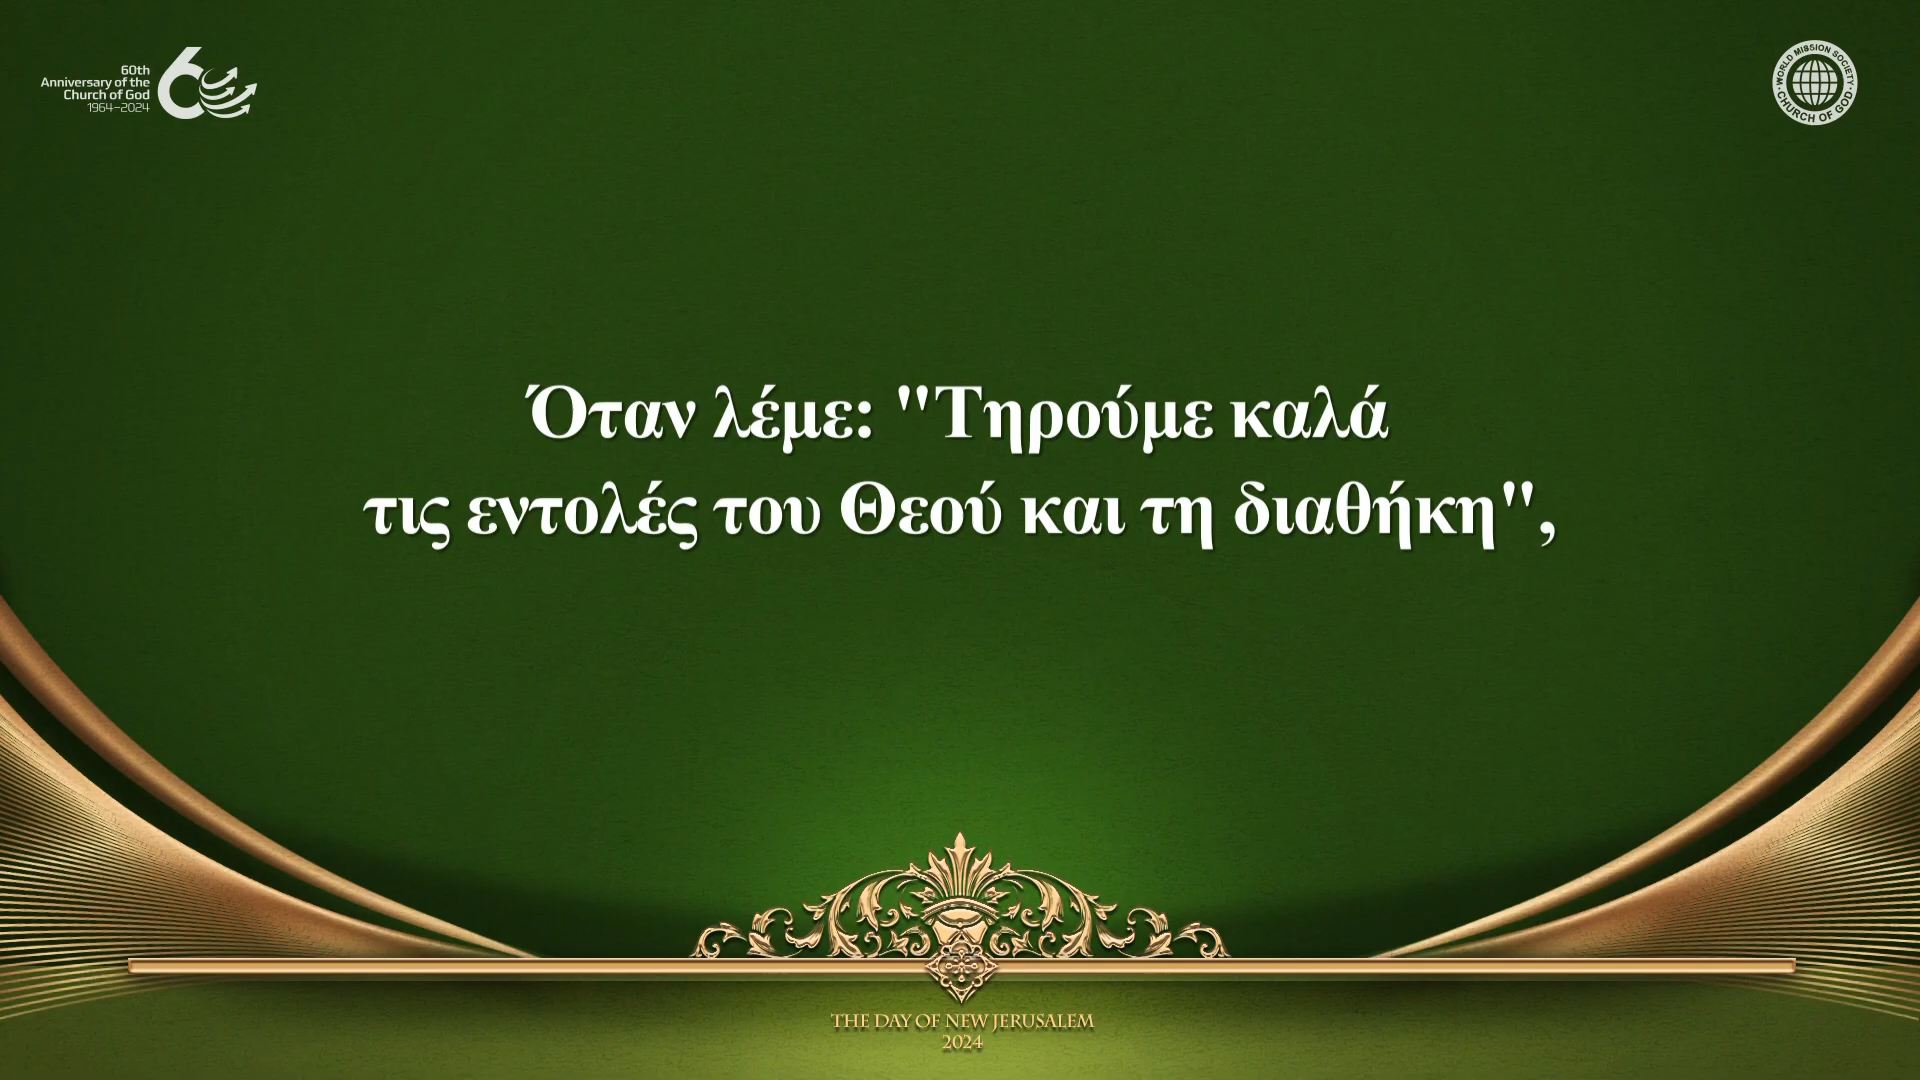 60th
Anniversary of the
Church of God
1964–2024
WORLD MISSION SOCIETY
CHURCH OF GOD
Όταν λέμε: "Τηρούμε καλά
τις εντολές του Θεού και τη διαθήκη",
THE DAY OF NEW JERUSALEM
2024